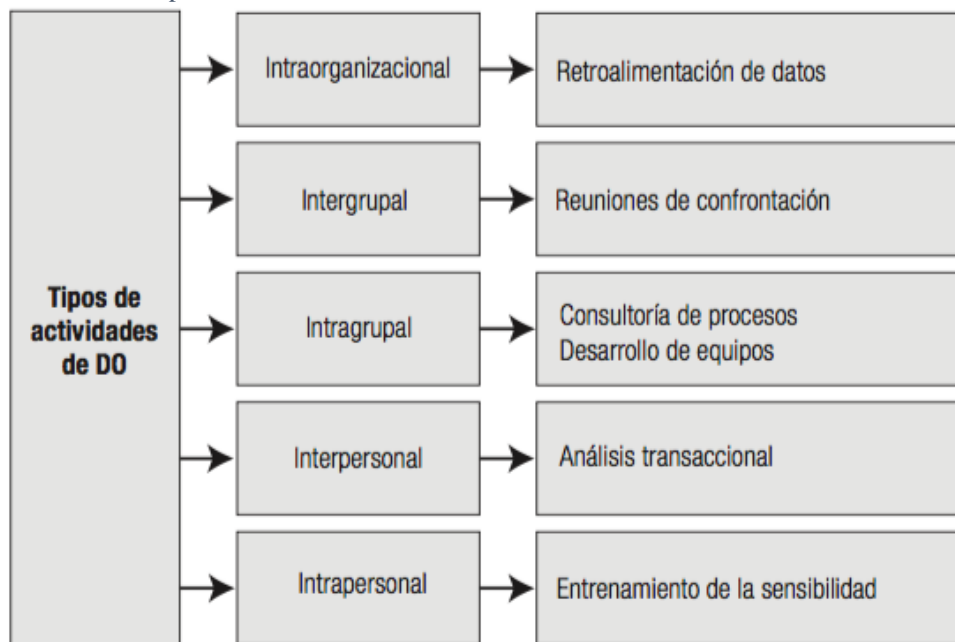 Intraorganizacional
Retroalimentación de datos
Intergrupal
Reuniones de confrontación
Tipos de
actividades
de DO
Intragrupal
Consultoría de procesos
Desarrollo de equipos
Interpersonal
Análisis transaccional
Intrapersonal
Entrenamiento de la sensibilidad